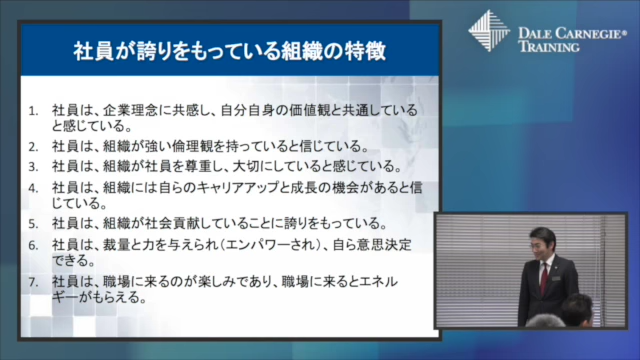 社員が誇りをもっている組織の特徴
1. 社員は、企業理念に共感し、自分自身の価値観と共通している
と感じている。
2. 社員は、組織が強い倫理観を持っていると信じている。
3. 社員は、組織が社員を尊重し、大切にしていると感じている。
4. 社員は、組織には自らのキャリアアップと成長の機会があると信
じている。
5. 社員は、組織が社会貢献していることに誇りをもっている。
6. 社員は、裁量と力を与えられ(エンパワーされ)、自ら意思決定
できる。
7. 社員は、職場に来るのが楽しみであり、職場に来るとエネル
ギーがもらえる。
DALE CARNEGIE®
TRAINING